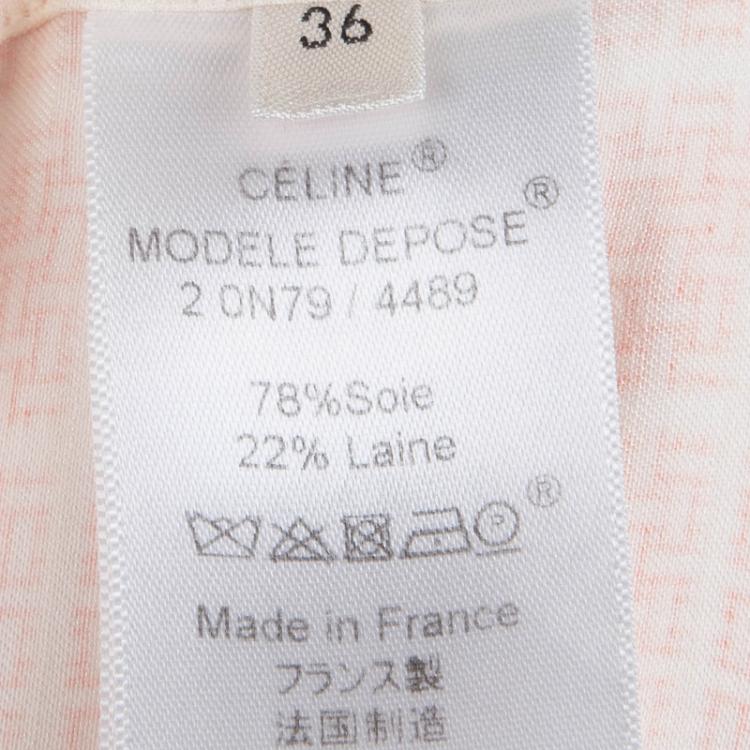 36
CÉLINE®
MODELE DEPOSE®
2 0N79 / 4489
78%Soie
22% Laine
P ®
Made in France
フランス製
法国制造